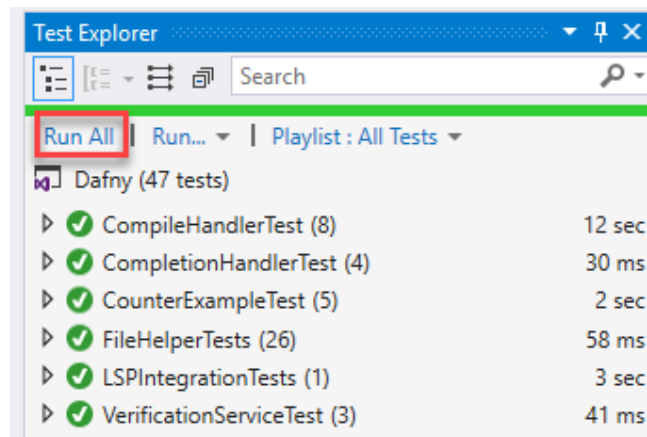 Test Explorer
Search
Run All | Run... | Playlist : All Tests
Dafny (47 tests)
CompileHandlerTest (8) 12 sec
CompletionHandlerTest (4) 30 ms
CounterExampleTest (5) 2 sec
FileHelperTests (26) 58 ms
LSPIntegrationTests (1) 3 sec
VerificationServiceTest (3) 41 ms